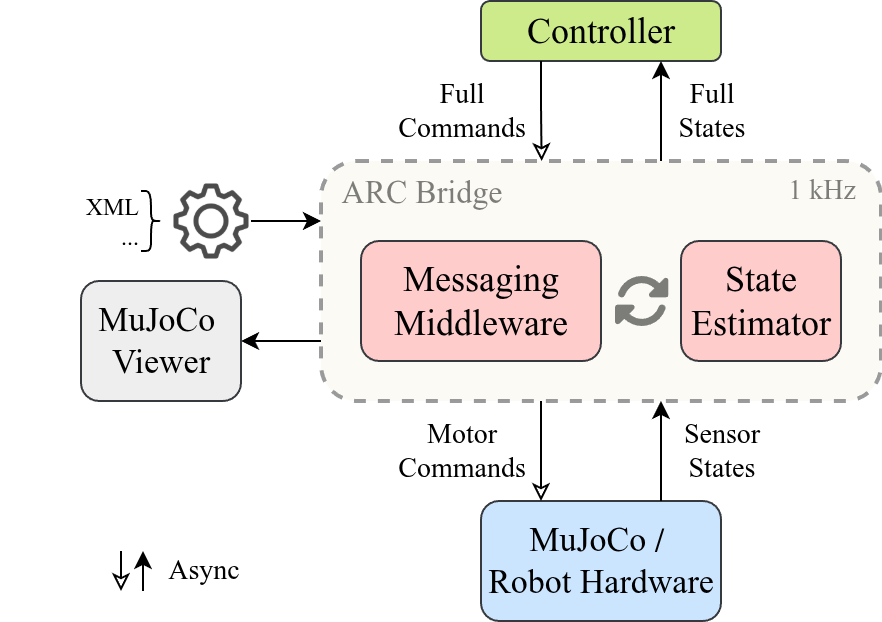 Controller
Full
Commands
Full
States
XML
...
ARC Bridge
1 kHz
Messaging
Middleware
State
Estimator
MuJoCo
Viewer
Motor
Commands
Sensor
States
MuJoCo /
Robot Hardware
Async